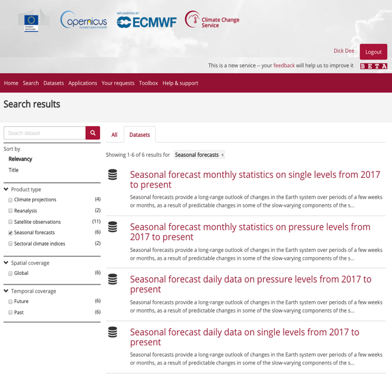 Copernicus
IMPLEMENTED BY
ECMWF
Climate Change
Service
Dick Dee
Logout
This is a new service – your feedback will help us to improve it
BETA
Home Search Datasets Applications Your requests Toolbox Help & support
Search results
Search dataset
All
Datasets
Sort by
Relevancy
Title
Product type
Climate projections (4)
Reanalysis (2)
Satellite observations (11)
Seasonal forecasts (6)
Sectoral climate indices (2)
Spatial coverage
Global (6)
Temporal coverage
Future (6)
Past (6)
Showing 1-6 of 6 results for Seasonal forecasts ×
Seasonal forecast monthly statistics on single levels from 2017
to present
Seasonal forecasts provide a long-range outlook of changes in the Earth system over periods of a few weeks
or months, as a result of predictable changes in some of the slow-varying components of the s...
Seasonal forecast monthly statistics on pressure levels from
2017 to present
Seasonal forecasts provide a long-range outlook of changes in the Earth system over periods of a few weeks
or months, as a result of predictable changes in some of the slow-varying components of the s...
Seasonal forecast daily data on pressure levels from 2017 to
present
Seasonal forecasts provide a long-range outlook of changes in the Earth system over periods of a few weeks
or months, as a result of predictable changes in some of the slow-varying components of the s...
Seasonal forecast daily data on single levels from 2017 to
present
Seasonal forecasts provide a long-range outlook of changes in the Earth system over periods of a few weeks
or months, as a result of predictable changes in some of the slow-varying components of the s...